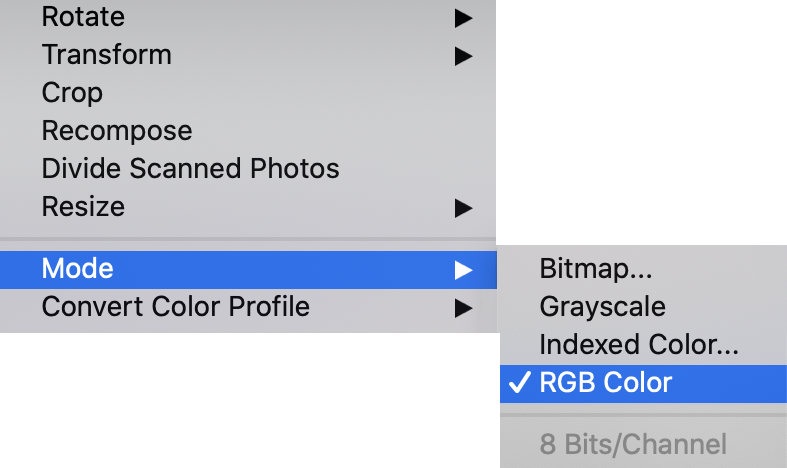 Rotate
Transform
Crop
Recompose
Divide Scanned Photos
Resize
Mode
Convert Color Profile
Bitmap...
Grayscale
Indexed Color...
RGB Color
8 Bits/Channel